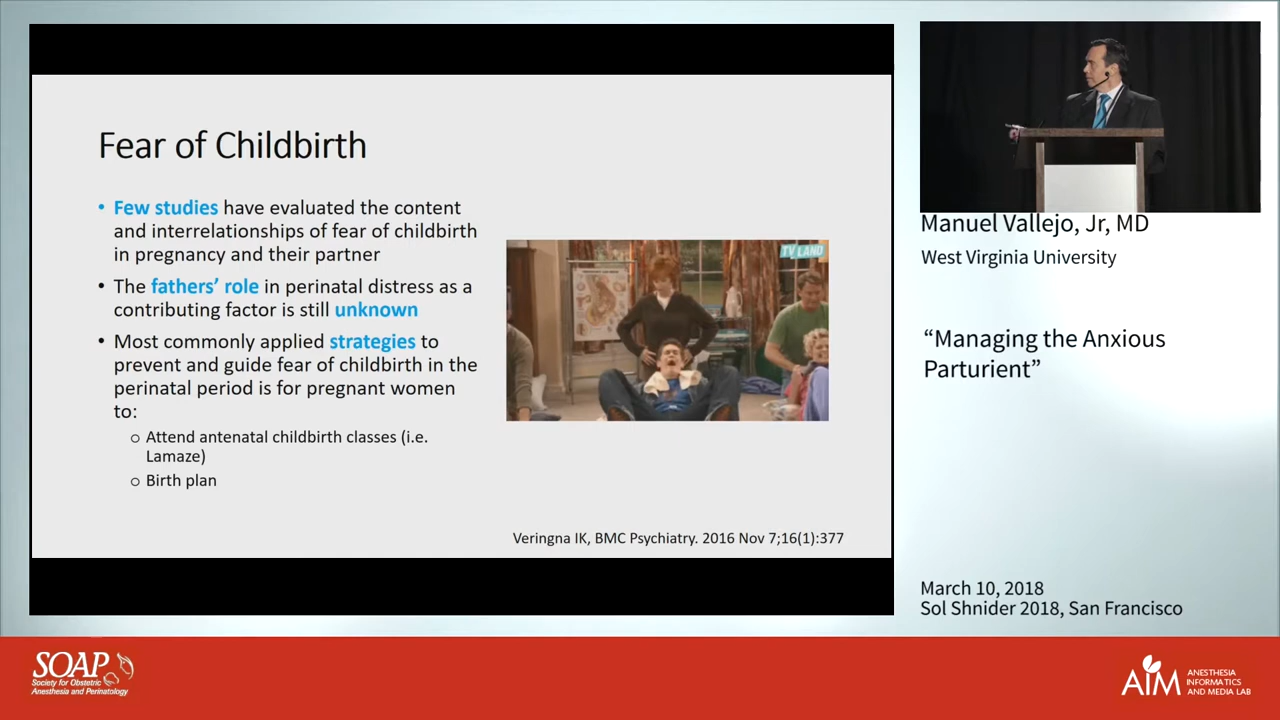 Fear of Childbirth
• Few studies have evaluated the content
and interrelationships of fear of childbirth
in pregnancy and their partner
• The fathers’ role in perinatal distress as a
contributing factor is still unknown
• Most commonly applied strategies to
prevent and guide fear of childbirth in the
perinatal period is for pregnant women
to:
o Attend antenatal childbirth classes (i.e.
Lamaze)
o Birth plan
TV LAND
Veringna IK, BMC Psychiatry. 2016 Nov 7;16(1):377
Manuel Vallejo, Jr, MD
West Virginia University
“Managing the Anxious
Parturient”
March 10, 2018
Sol Shnider 2018, San Francisco
SOAP
Society for Obstetric
Anesthesia and Perinatology
AIM
ANESTHESIA
INFORMATICS
AND MEDIA LAB